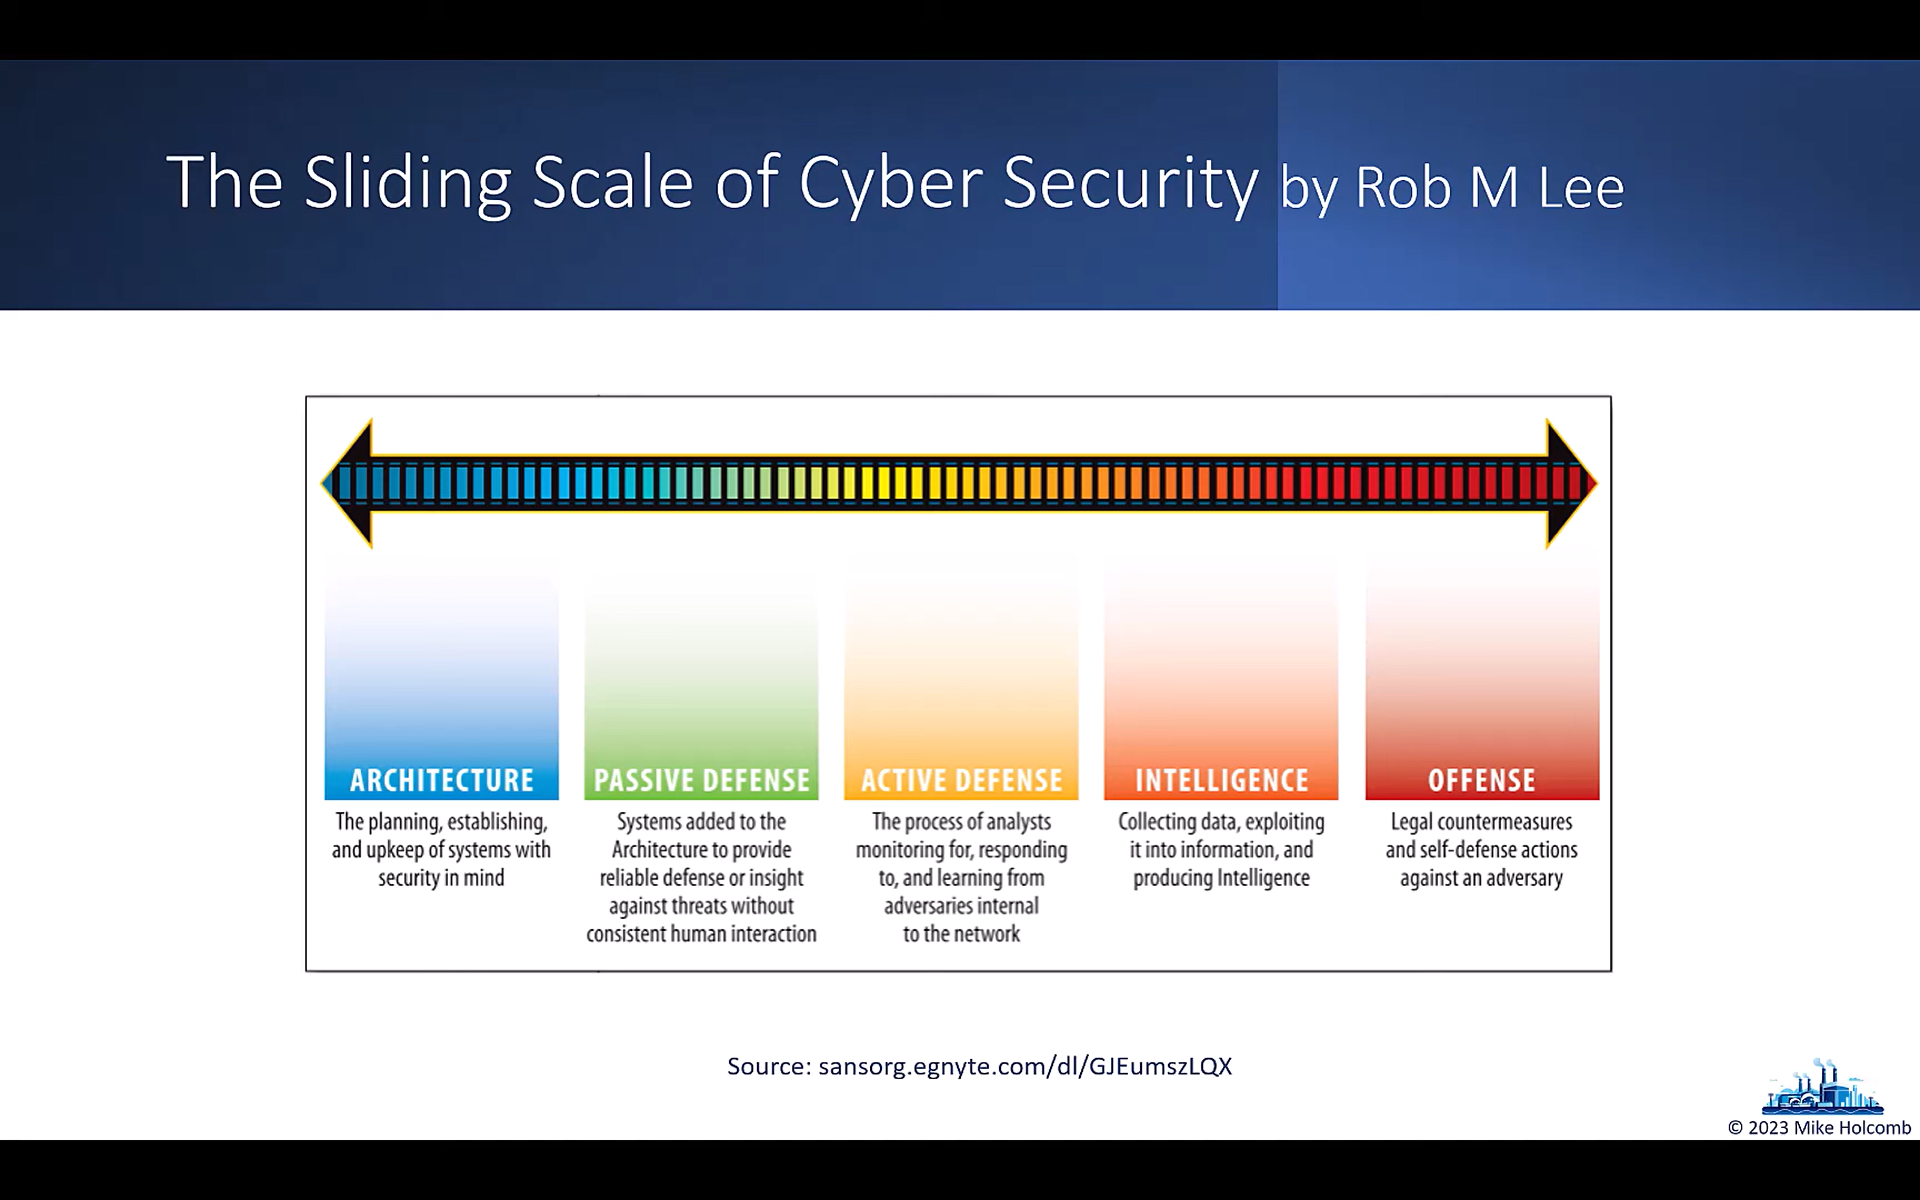 The Sliding Scale of Cyber Security by Rob M Lee
ARCHITECTURE
The planning, establishing,
and upkeep of systems with
security in mind
PASSIVE DEFENSE
Systems added to the
Architecture to provide
reliable defense or insight
against threats without
consistent human interaction
ACTIVE DEFENSE
The process of analysts
monitoring for, responding
to, and learning from
adversaries internal
to the network
INTELLIGENCE
Collecting data, exploiting
it into information, and
producing Intelligence
OFFENSE
Legal countermeasures
and self-defense actions
against an adversary
Source: sansorg.egnyte.com/dl/GJEumszLQX
© 2023 Mike Holcomb